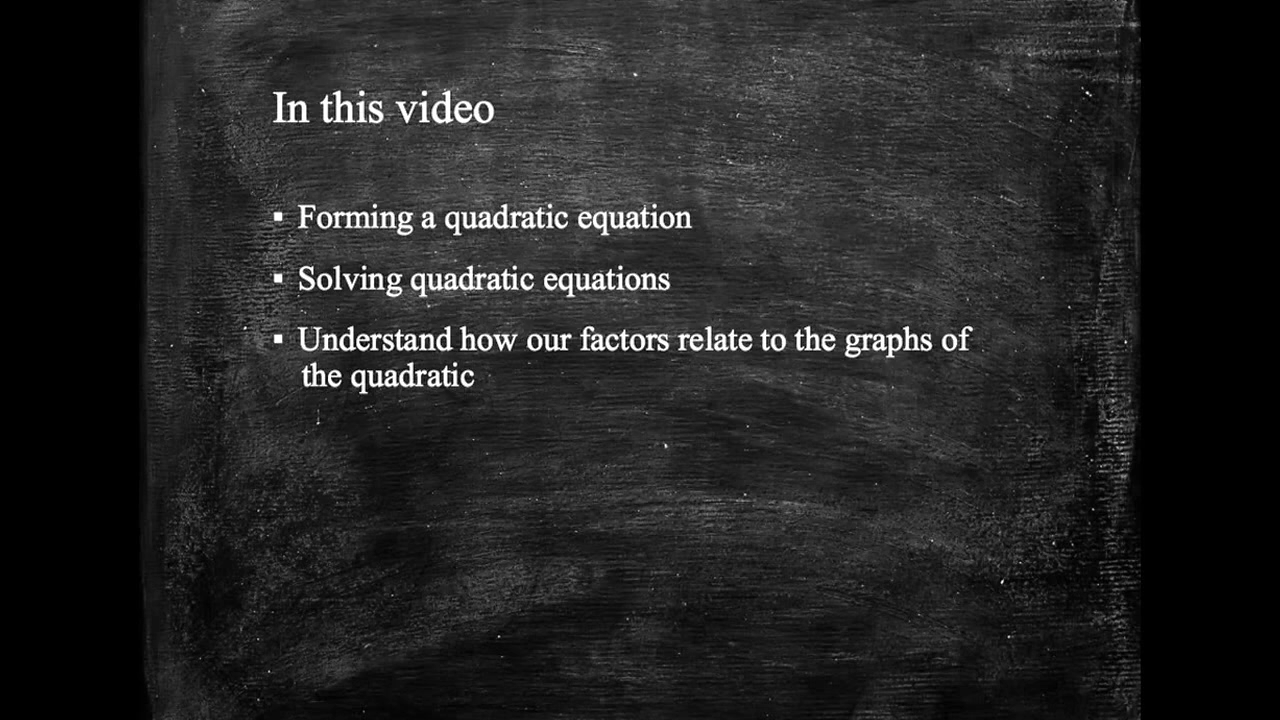 In this video
▪ Forming a quadratic equation
▪ Solving quadratic equations
▪ Understand how our factors relate to the graphs of
the quadratic